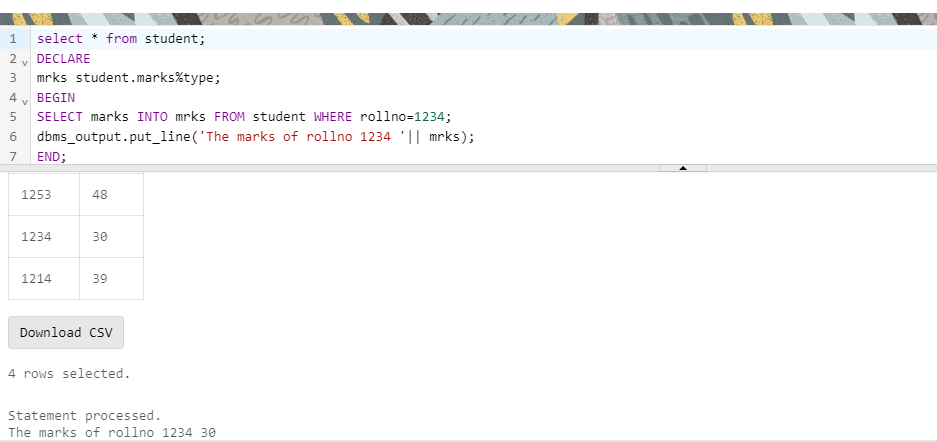 1 select * from student;
2 DECLARE
3 mrks student.marks%type;
4 BEGIN
5 SELECT marks INTO mrks FROM student WHERE rollno=1234;
6 dbms_output.put_line('The marks of rollno 1234 '|| mrks);
7 END;
1253 48
1234 30
1214 39
Download CSV
4 rows selected.
Statement processed.
The marks of rollno 1234 30